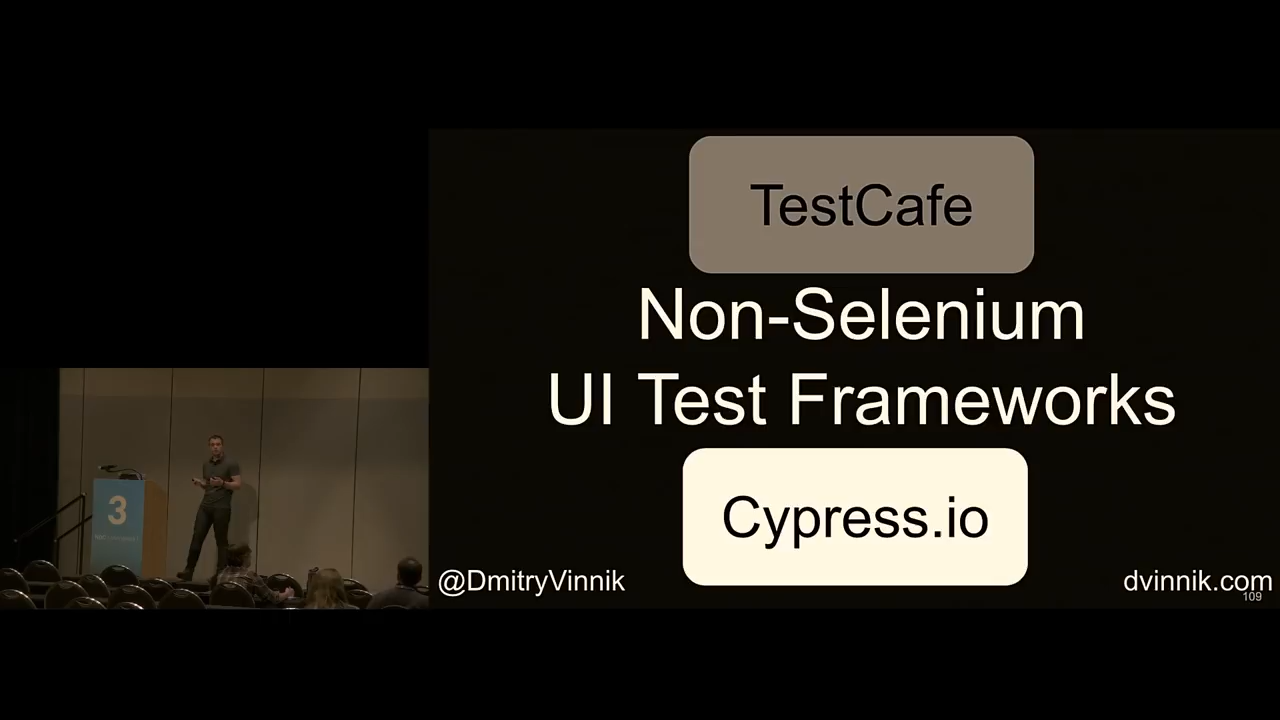 TestCafe
Non-Selenium
UI Test Frameworks
Cypress.io
@DmitryVinnik
dvinnik.com
109
3